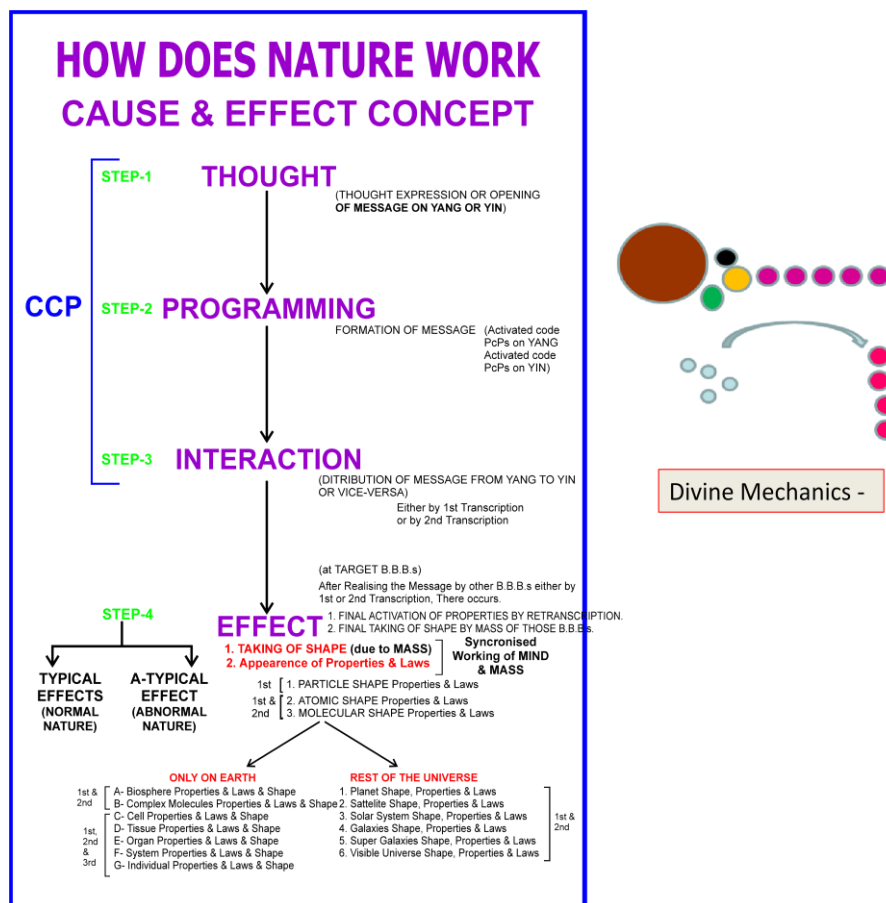 HOW DOES NATURE WORK
CAUSE & EFFECT CONCEPT
CCP
STEP-1
THOUGHT
(THOUGHT EXPRESSION OR OPENING
OF MESSAGE ON YANG OR YIN)
STEP-2
PROGRAMMING
FORMATION OF MESSAGE (Activated code
PcPs on YANG
Activated code
PcPs on YIN)
STEP-3
INTERACTION
(DITRIBUTION OF MESSAGE FROM YANG TO YIN
OR VICE-VERSA)
Either by 1st Transcription
or by 2nd Transcription
(at TARGET B.B.B.s)
After Realising the Message by other B.B.B.s either by
1st or 2nd Transcription, There occurs.
STEP-4
EFFECT
1. FINAL ACTIVATION OF PROPERTIES BY RETRANSCRIPTION.
2. FINAL TAKING OF SHAPE BY MASS OF THOSE B.B.B.s.
1. TAKING OF SHAPE (due to MASS)
2. Appearence of Properties & Laws
Syncronised
Working of MIND
& MASS
TYPICAL
EFFECTS
(NORMAL
NATURE)
A-TYPICAL
EFFECT
(ABNORMAL
NATURE)
1st
1. PARTICLE SHAPE Properties & Laws
1st &
2nd
2. ATOMIC SHAPE Properties & Laws
3. MOLECULAR SHAPE Properties & Laws
ONLY ON EARTH
1st &
2nd
A- Biosphere Properties & Laws & Shape
B- Complex Molecules Properties & Laws & Shape
1st,
2nd
&
3rd
C- Cell Properties & Laws & Shape
D- Tissue Properties & Laws & Shape
E- Organ Properties & Laws & Shape
F- System Properties & Laws & Shape
G- Individual Properties & Laws & Shape
REST OF THE UNIVERSE
1. Planet Shape, Properties & Laws
2. Sattelite Shape, Properties & Laws
3. Solar System Shape, Properties & Laws
4. Galaxies Shape, Properties & Laws
5. Super Galaxies Shape, Properties & Laws
6. Visible Universe Shape, Properties & Laws
1st &
2nd
Divine Mechanics -